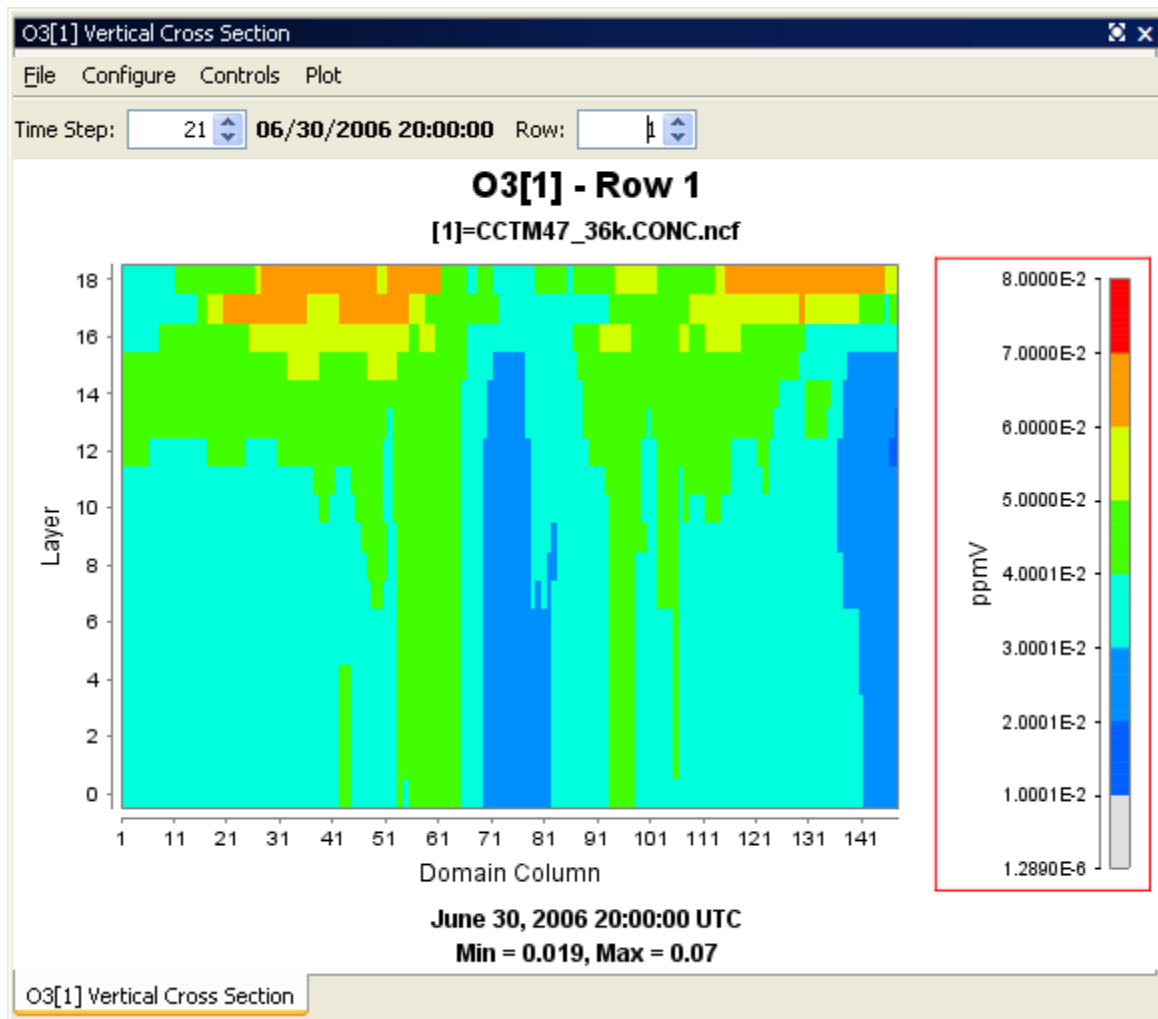 O3[1] Vertical Cross Section
File Configure Controls Plot
Time Step: 21 06/30/2006 20:00:00 Row: 1
O3[1] - Row 1
[1]=CCTM47_36k.CONC.ncf
Layer
18
16
14
12
10
8
6
4
2
0
1 11 21 31 41 51 61 71 81 91 101 111 121 131 141
Domain Column
ppmV
8.0000E-2
7.0000E-2
6.0000E-2
5.0000E-2
4.0001E-2
3.0001E-2
2.0001E-2
1.0001E-2
1.2890E-6
June 30, 2006 20:00:00 UTC
Min = 0.019, Max = 0.07
O3[1] Vertical Cross Section